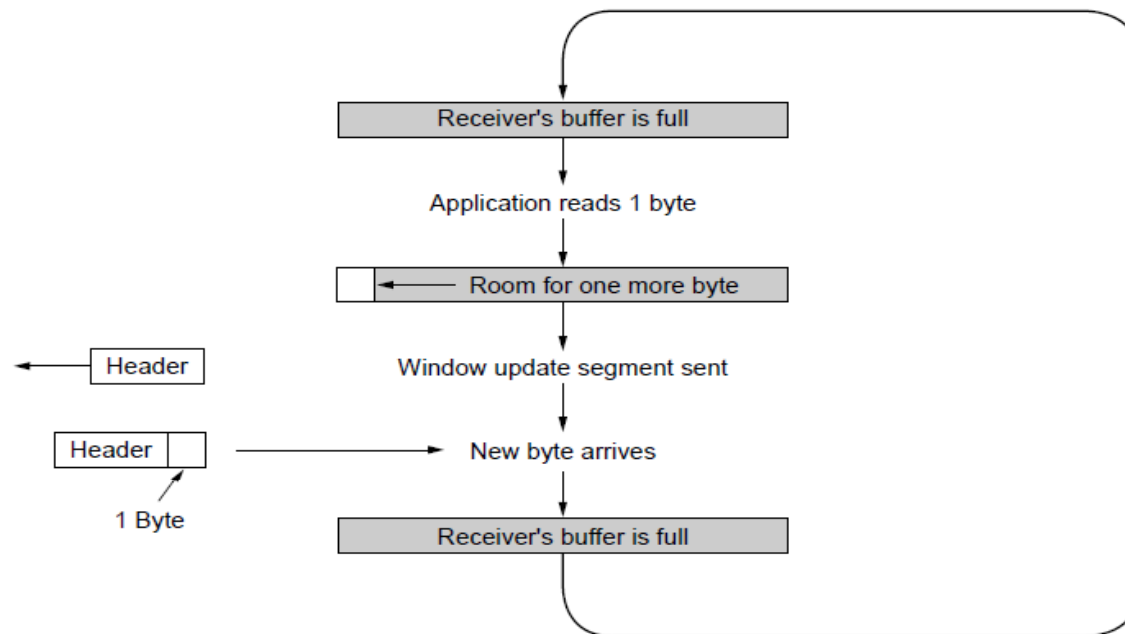 Receiver's buffer is full
Application reads 1 byte
Room for one more byte
Header
Window update segment sent
Header
New byte arrives
1 Byte
Receiver's buffer is full